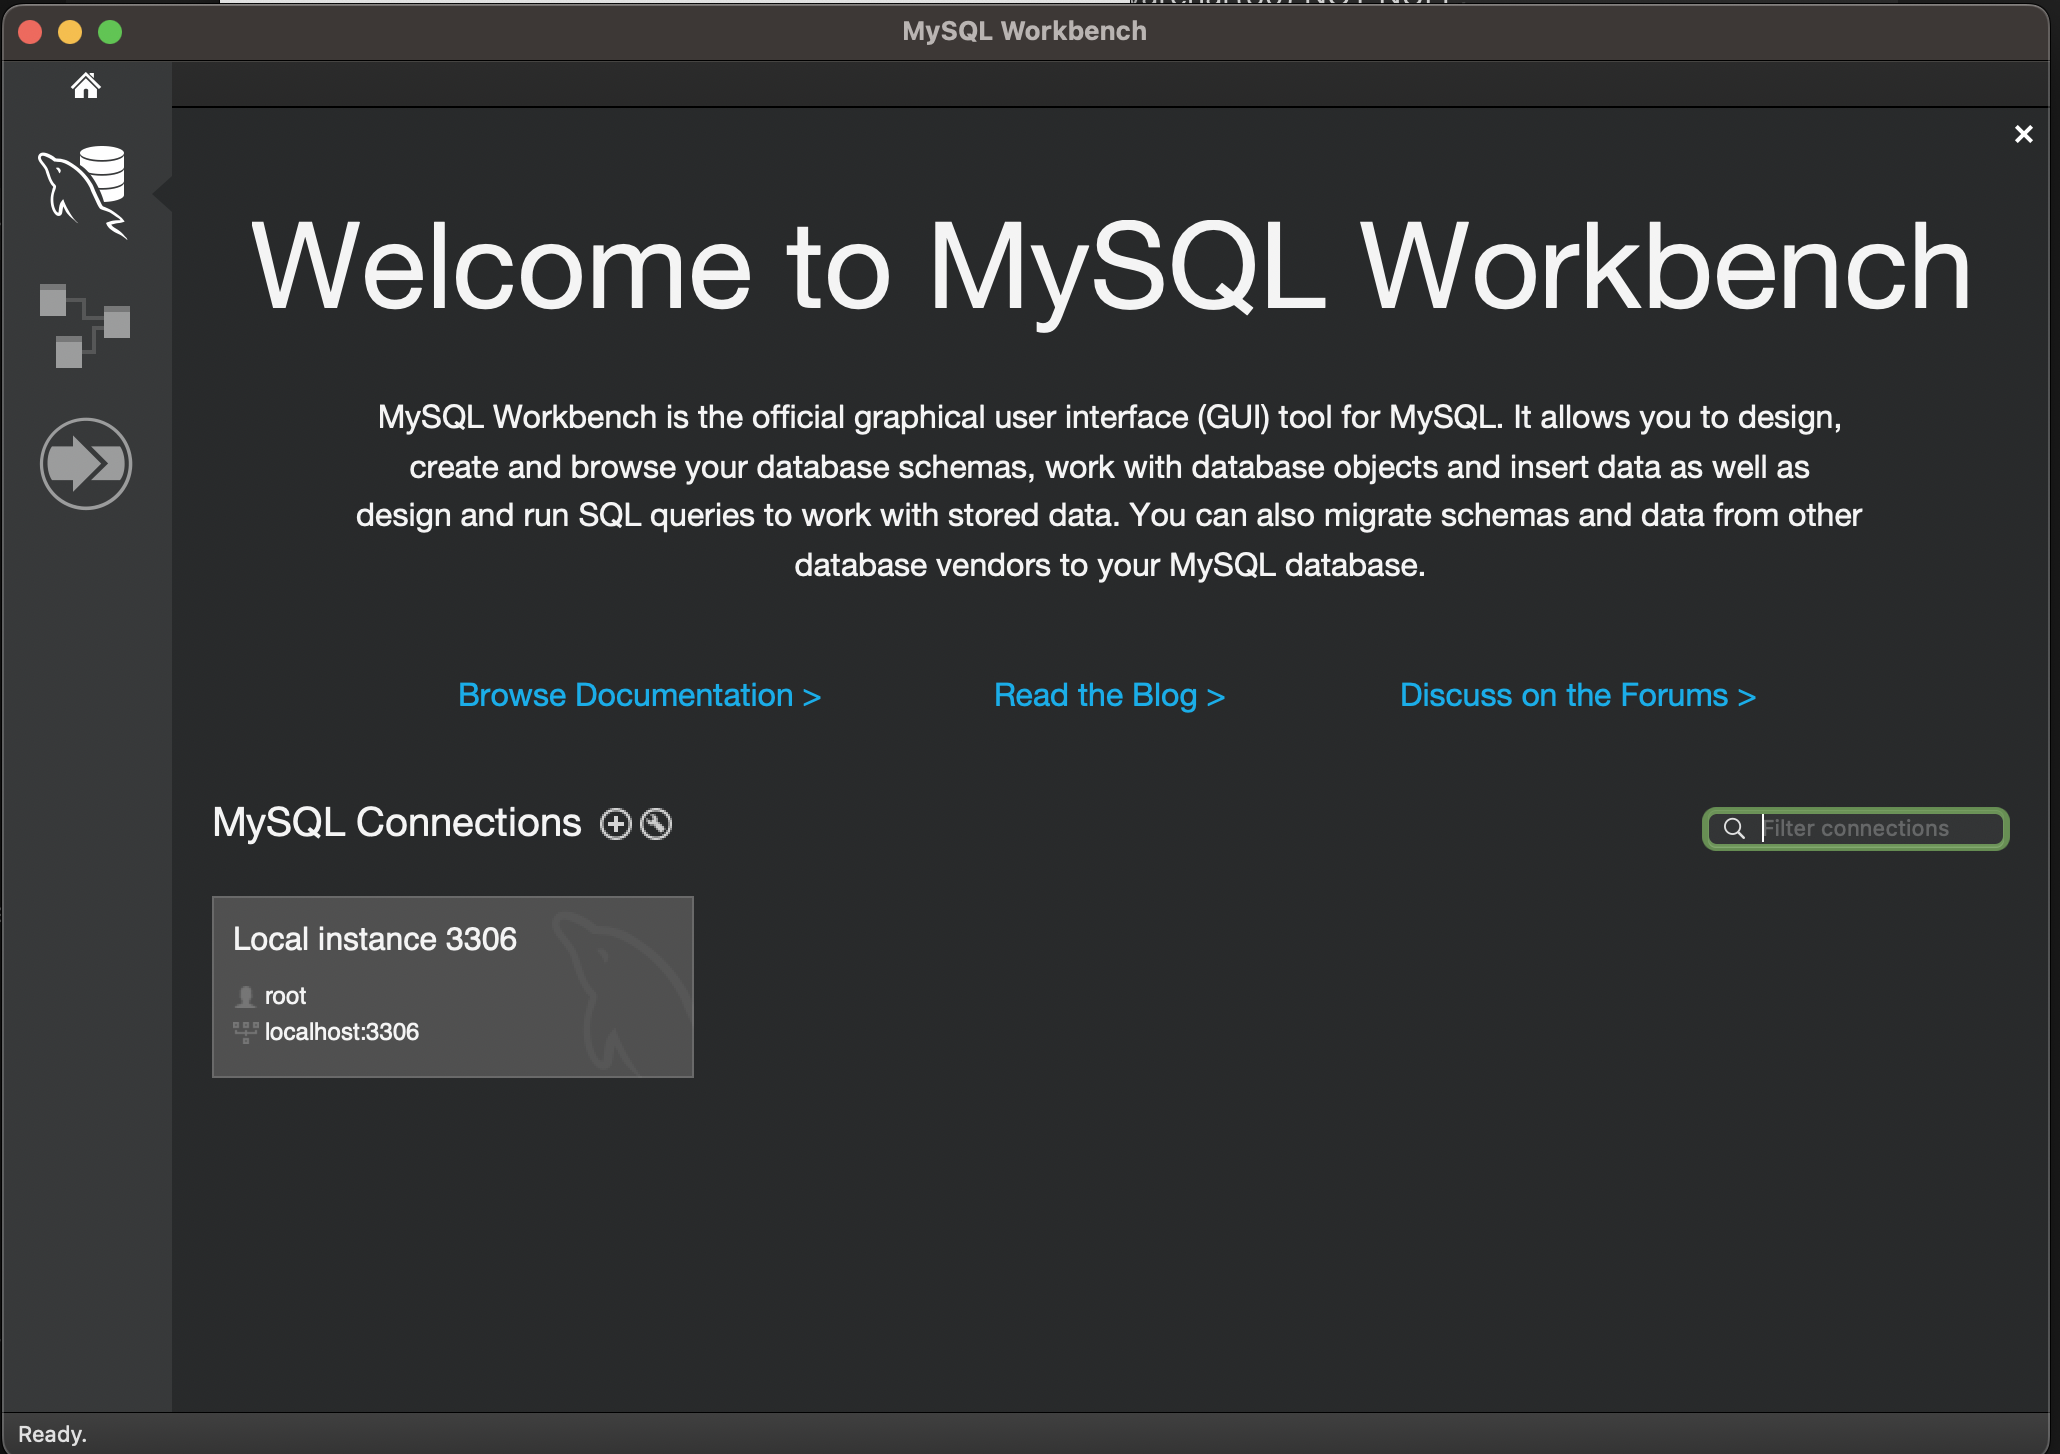 MySQL Workbench
Welcome to MySQL Workbench
MySQL Workbench is the official graphical user interface (GUI) tool for MySQL. It allows you to design,
create and browse your database schemas, work with database objects and insert data as well as
design and run SQL queries to work with stored data. You can also migrate schemas and data from other
database vendors to your MySQL database.
Browse Documentation >
Read the Blog >
Discuss on the Forums >
MySQL Connections
Filter connections
Local instance 3306
root
localhost:3306
Ready.